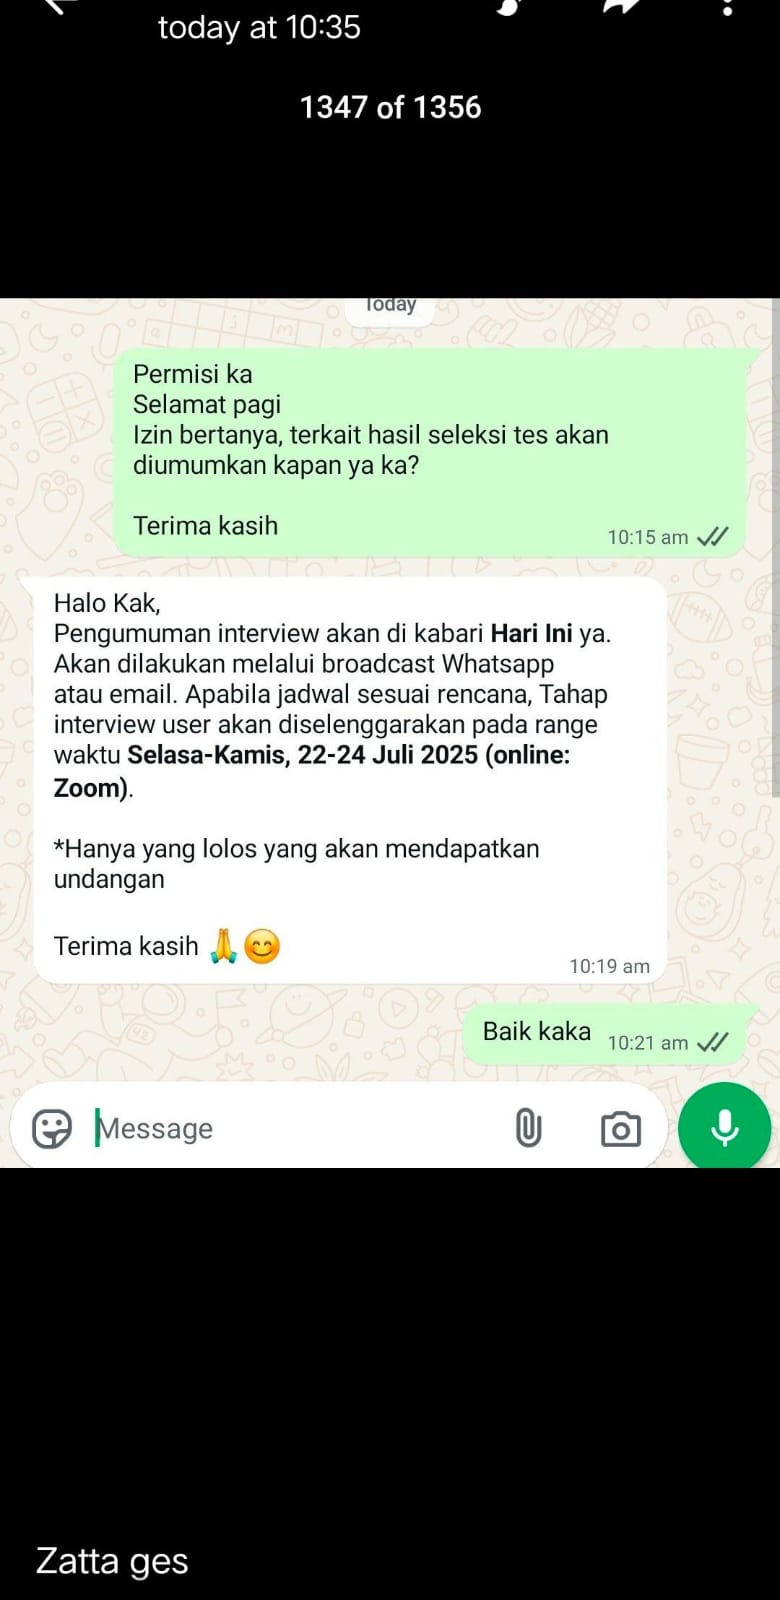 today at 10:35
1347 of 1356
Today
Permisi ka
Selamat pagi
Izin bertanya, terkait hasil seleksi tes akan
diumumkan kapan ya ka?
Terima kasih
10:15 am
Halo Kak,
Pengumuman interview akan di kabari Hari Ini ya.
Akan dilakukan melalui broadcast Whatsapp
atau email. Apabila jadwal sesuai rencana, Tahap
interview user akan diselenggarakan pada range
waktu Selasa-Kamis, 22-24 Juli 2025 (online:
Zoom).
*Hanya yang lolos yang akan mendapatkan
undangan
Terima kasih 🙏😊
10:19 am
Baik kaka 10:21 am
Message
Zatta ges